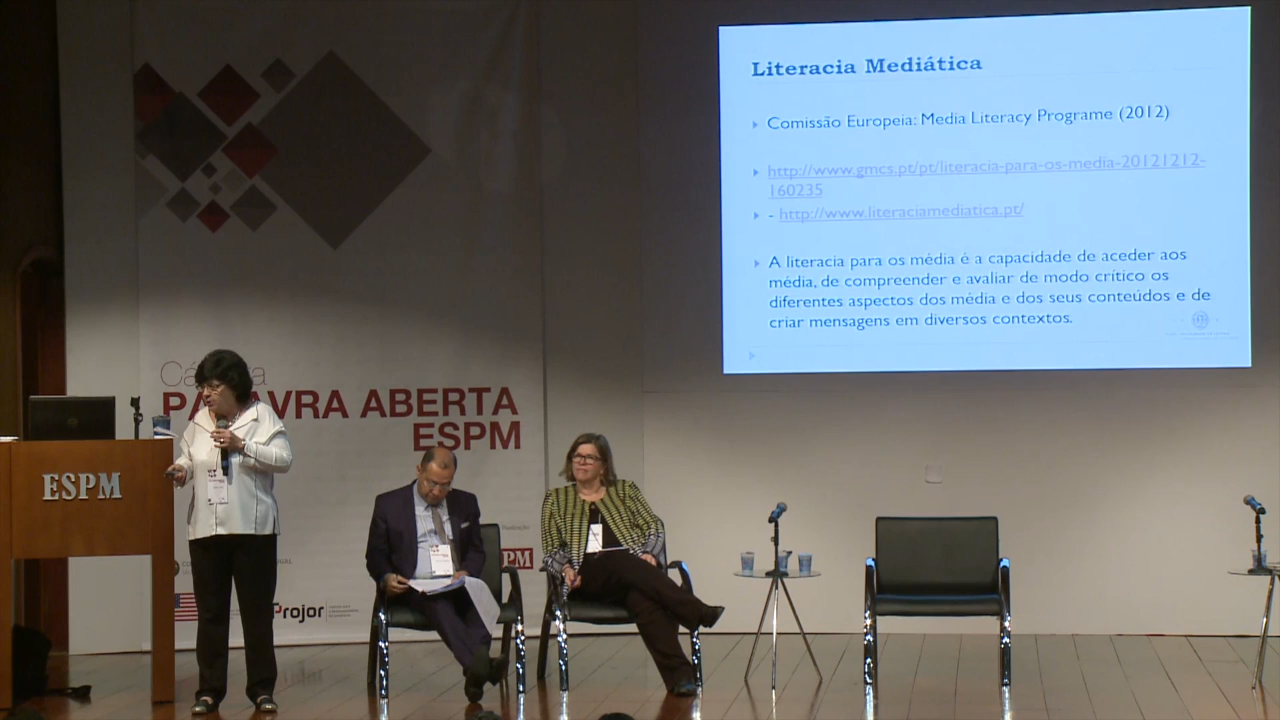 Literacia Mediática
Comissão Europeia: Media Literacy Programe (2012)
http://www.gmcs.pt/pt/literacia-para-os-media-20121212-
160235
- http://www.literaciamediatica.pt/
A literacia para os média é a capacidade de aceder aos
média, de compreender e avaliar de modo crítico os
diferentes aspectos dos média e dos seus conteúdos e de
criar mensagens em diversos contextos.
PALAVRA ABERTA
ESPM
ESPM
Projor